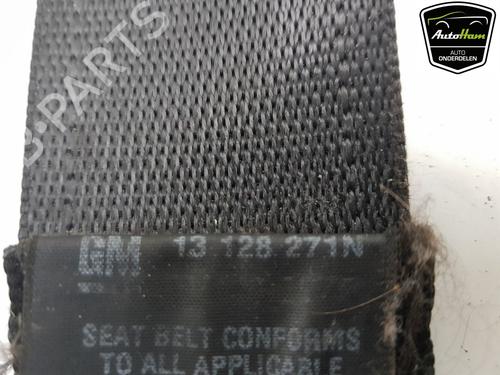 AutoHam
AUTO
ONDERDELEN
B-PARTS
GM 13 128 271N
SEAT BELT CONFORMS
TO ALL APPLICABLE